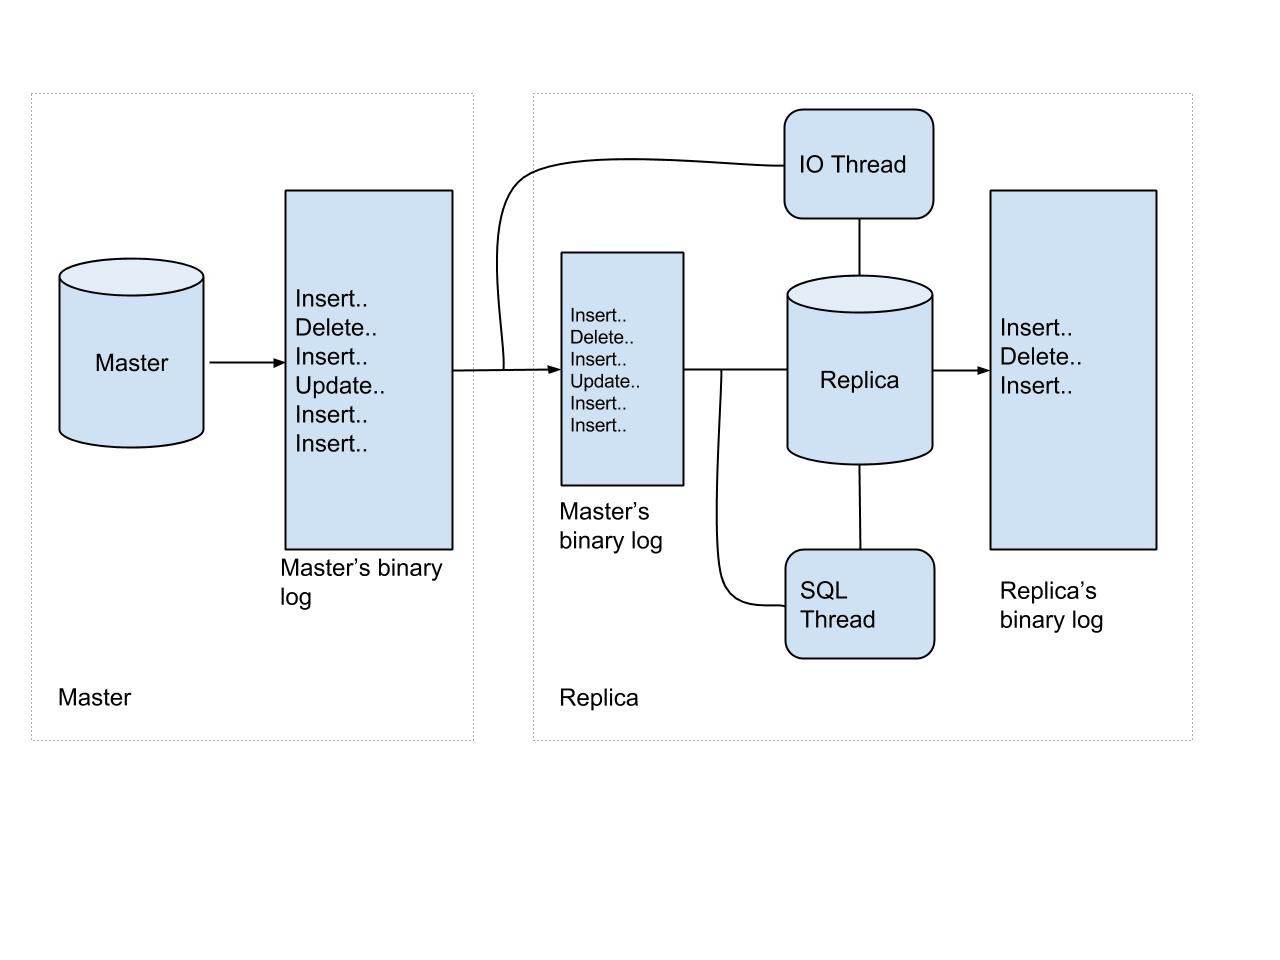 Master
Insert..
Delete..
Insert..
Update..
Insert..
Insert..
Master’s binary
log
Master
IO Thread
Insert..
Delete..
Insert..
Update..
Insert..
Insert..
Master’s
binary log
Replica
SQL
Thread
Insert..
Delete..
Insert..
Replica’s
binary log
Replica